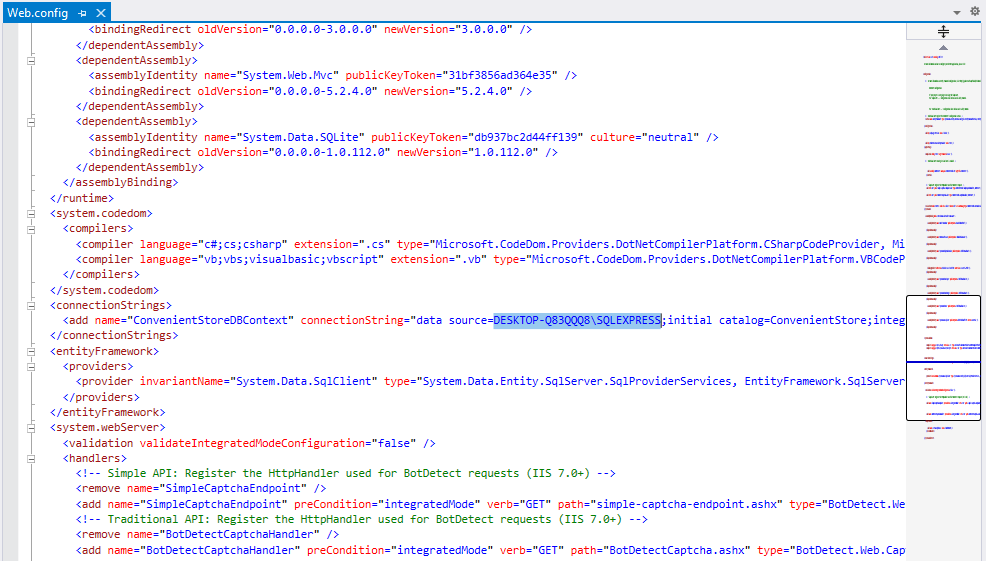 Web.config
<bindingRedirect oldVersion="0.0.0.0-3.0.0.0" newVersion="3.0.0.0" />
</dependentAssembly>
<dependentAssembly>
<assemblyIdentity name="System.Web.Mvc" publicKeyToken="31bf3856ad364e35" />
<bindingRedirect oldVersion="0.0.0.0-5.2.4.0" newVersion="5.2.4.0" />
</dependentAssembly>
<dependentAssembly>
<assemblyIdentity name="System.Data.SQLite" publicKeyToken="db937bc2d44ff139" culture="neutral" />
<bindingRedirect oldVersion="0.0.0.0-1.0.112.0" newVersion="1.0.112.0" />
</dependentAssembly>
</assemblyBinding>
</runtime>
<system.codedom>
<compilers>
<compiler language="c#;cs;csharp" extension=".cs" type="Microsoft.CodeDom.Providers.DotNetCompilerPlatform.CSharpCodeProvider, Mi
<compiler language="vb;vbs;visualbasic;vbscript" extension=".vb" type="Microsoft.CodeDom.Providers.DotNetCompilerPlatform.VBCodeP
</compilers>
</system.codedom>
<connectionStrings>
<add name="ConvenientStoreDBContext" connectionString="data source=DESKTOP-Q83QQQ8\SQLEXPRESS;initial catalog=ConvenientStore;integ
</connectionStrings>
<entityFramework>
<providers>
<provider invariantName="System.Data.SqlClient" type="System.Data.Entity.SqlServer.SqlProviderServices, EntityFramework.SqlServer
</providers>
</entityFramework>
<system.webServer>
<validation validateIntegratedModeConfiguration="false" />
<handlers>
<!-- Simple API: Register the HttpHandler used for BotDetect requests (IIS 7.0+) -->
<remove name="SimpleCaptchaEndpoint" />
<add name="SimpleCaptchaEndpoint" preCondition="integratedMode" verb="GET" path="simple-captcha-endpoint.ashx" type="BotDetect.We
<!-- Traditional API: Register the HttpHandler used for BotDetect requests (IIS 7.0+) -->
<remove name="BotDetectCaptchaHandler" />
<add name="BotDetectCaptchaHandler" preCondition="integratedMode" verb="GET" path="BotDetectCaptcha.ashx" type="BotDetect.Web.Cap